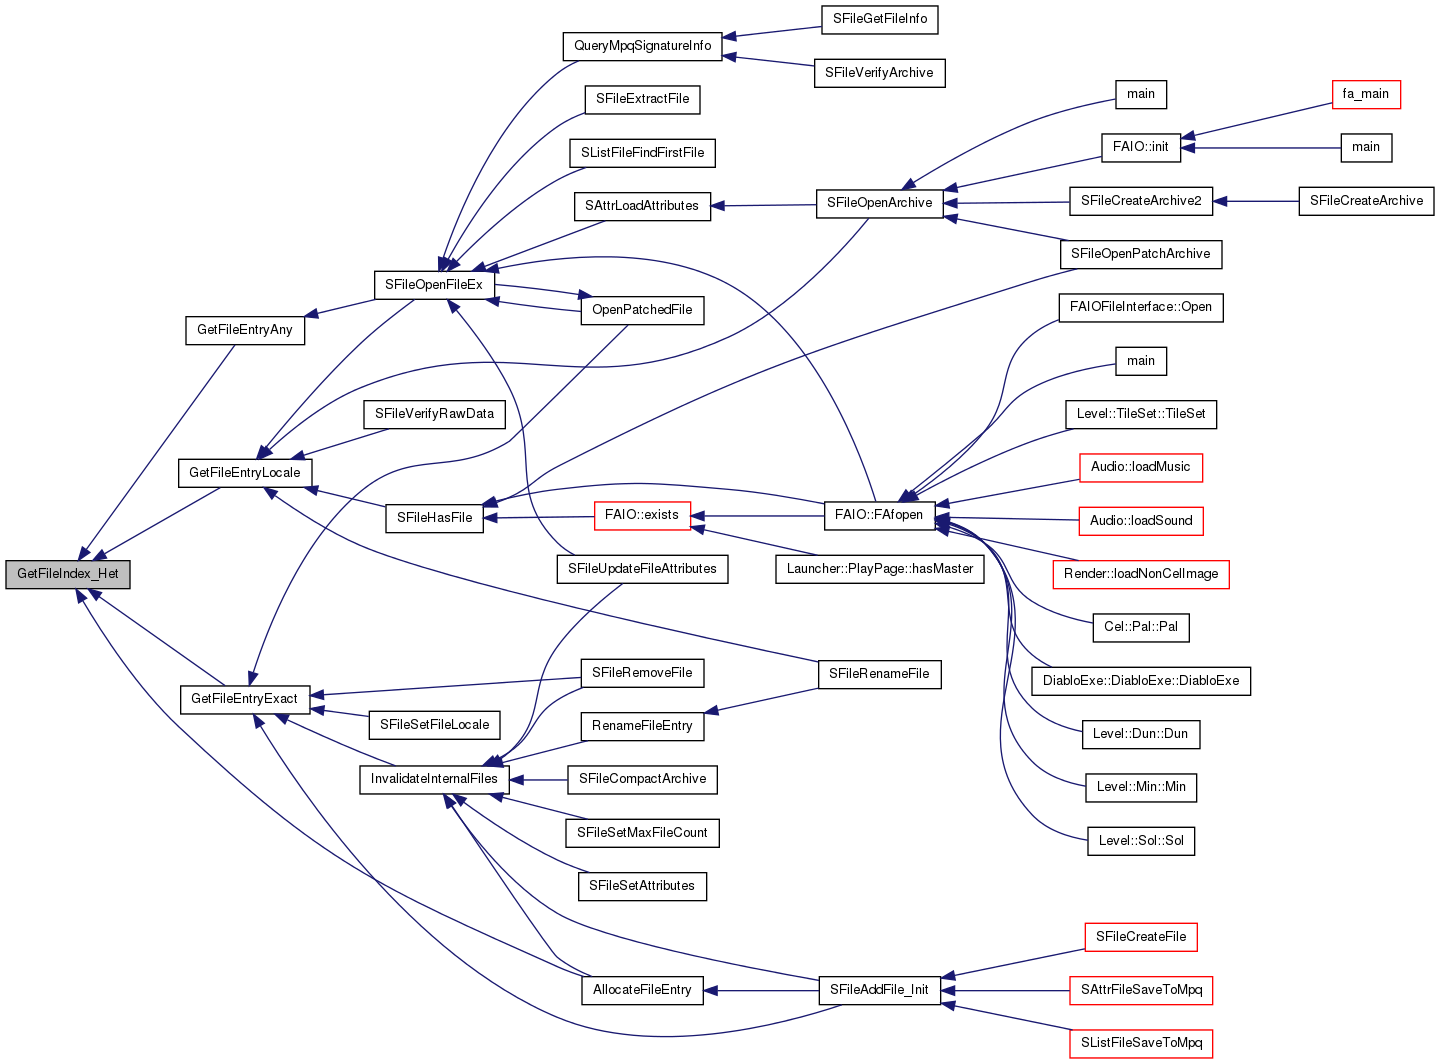 SFileGetFileInfo
QueryMpqSignatureInfo
SFileVerifyArchive
SFileExtractFile
main
fa_main
SListFileFindFirstFile
FAIO::init
main
SAttrLoadAttributes
SFileOpenArchive
SFileCreateArchive2
SFileCreateArchive
SFileOpenPatchArchive
SFileOpenFileEx
OpenPatchedFile
FAIOFileInterface::Open
GetFileEntryAny
main
SFileVerifyRawData
Level::TileSet::TileSet
GetFileEntryLocale
Audio::loadMusic
SFileHasFile
FAIO::exists
FAIO::FAfopen
Audio::loadSound
GetFileIndex_Het
SFileUpdateFileAttributes
Launcher::PlayPage::hasMaster
Render::loadNonCelImage
Cel::Pal::Pal
SFileRemoveFile
SFileRenameFile
DiabloExe::DiabloExe::DiabloExe
GetFileEntryExact
SFileSetFileLocale
RenameFileEntry
Level::Dun::Dun
InvalidateInternalFiles
SFileCompactArchive
Level::Min::Min
SFileSetMaxFileCount
Level::Sol::Sol
SFileSetAttributes
SFileCreateFile
AllocateFileEntry
SFileAddFile_Init
SAttrFileSaveToMpq
SListFileSaveToMpq